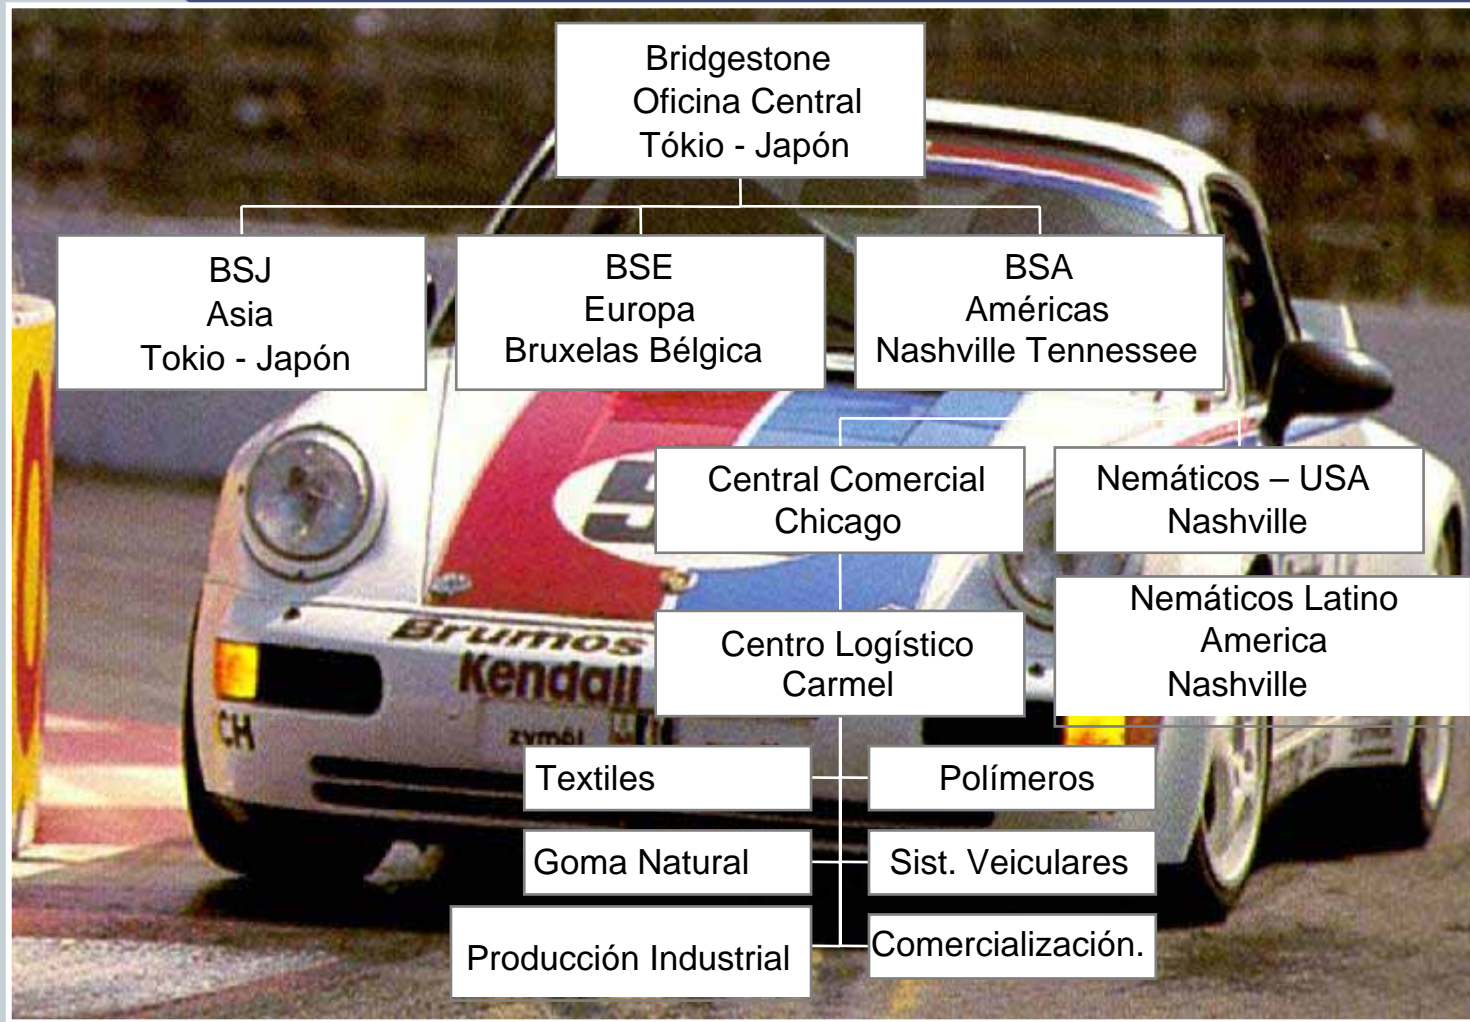 Bridgestone
Oficina Central
Tókio - Japón
BSJ
Asia
Tokio - Japón
BSE
Europa
Bruxelas Bélgica
BSA
Américas
Nashville Tennessee
Central Comercial
Chicago
Nemáticos – USA
Nashville
Nemáticos Latino
America
Nashville
Centro Logístico
Carmel
Brumos
Kendall
CH
zymöl
Textiles
Polímeros
Goma Natural
Sist. Veiculares
Producción Industrial
Comercialización.